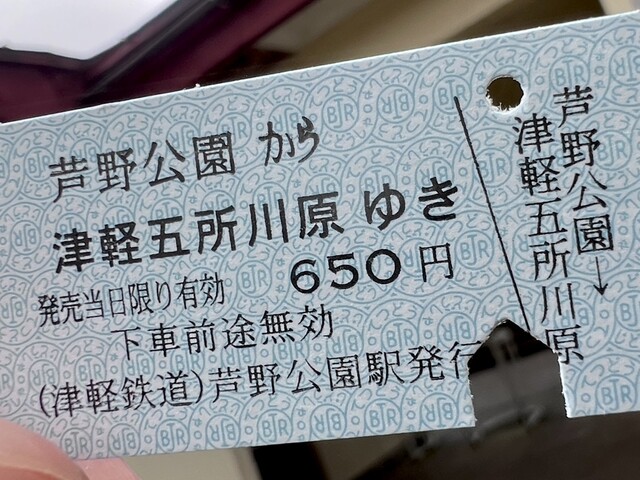 芦野公園から
津軽五所川原ゆき
発売当日限り有効 650円
下車前途無効
(津軽鉄道)芦野公園駅発行
芦野公園→
津軽五所川原